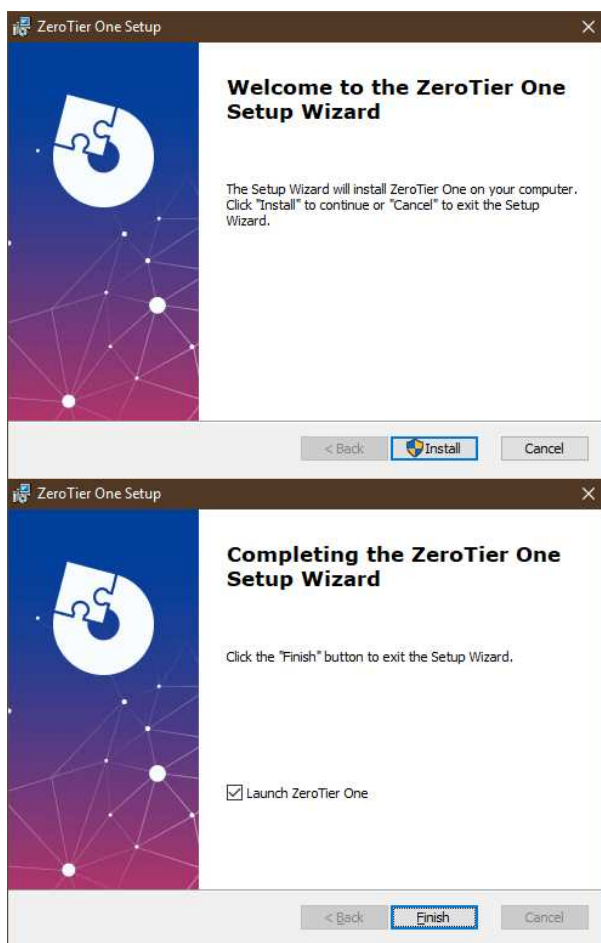 ZeroTier One Setup
Welcome to the ZeroTier One
Setup Wizard
The Setup Wizard will install ZeroTier One on your computer.
Click "Install" to continue or "Cancel" to exit the Setup
Wizard.
< Back Install Cancel
ZeroTier One Setup
Completing the ZeroTier One
Setup Wizard
Click the "Finish" button to exit the Setup Wizard.
Launch ZeroTier One
< Back Finish Cancel